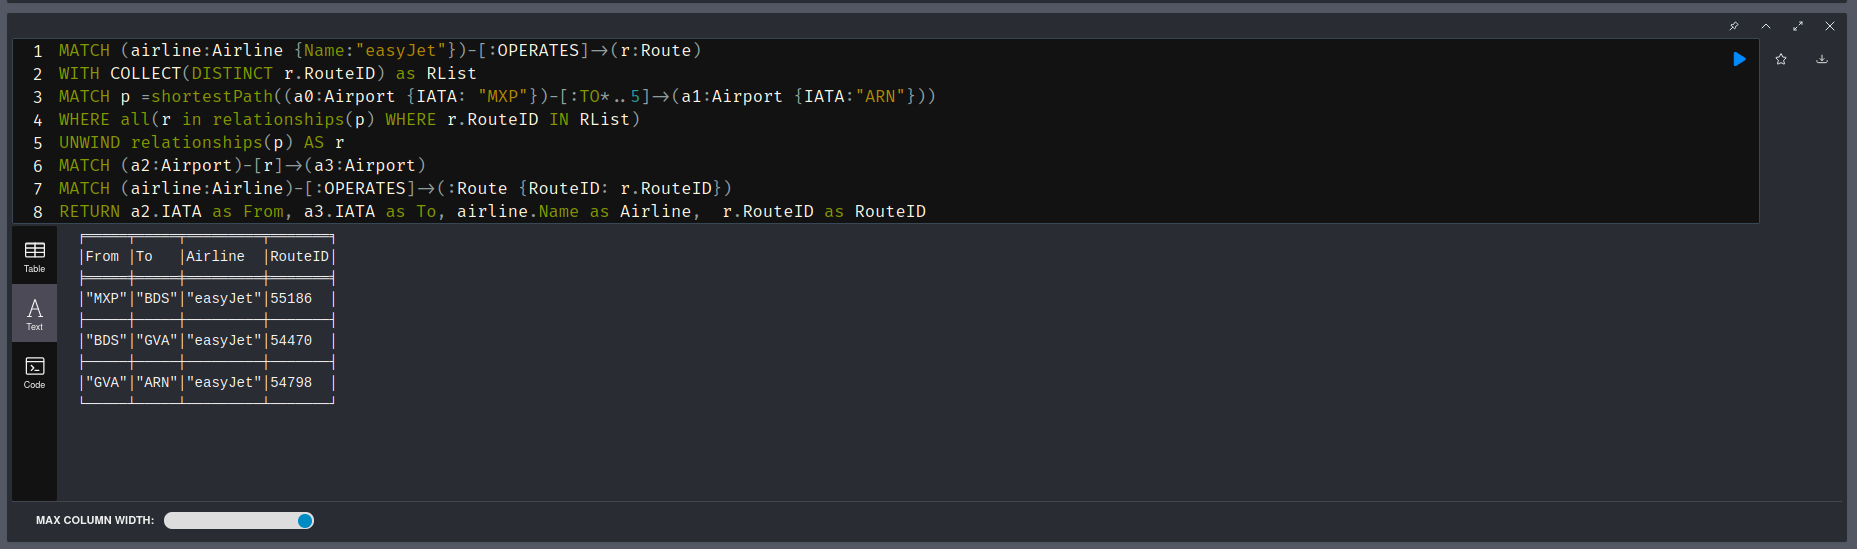 1 MATCH (airline:Airline {Name:"easyJet"})-[:OPERATES]->(r:Route)
2 WITH COLLECT(DISTINCT r.RouteID) as RList
3 MATCH p =shortestPath((a0:Airport {IATA: "MXP"})-[:TO*..5]->(a1:Airport {IATA:"ARN"}))
4 WHERE all(r in relationships(p) WHERE r.RouteID IN RList)
5 UNWIND relationships(p) AS r
6 MATCH (a2:Airport)-[r]->(a3:Airport)
7 MATCH (airline:Airline)-[:OPERATES]->(:Route {RouteID: r.RouteID})
8 RETURN a2.IATA as From, a3.IATA as To, airline.Name as Airline,  r.RouteID as RouteID
Table
Text
Code
│From │To   │Airline  │RouteID│
│"MXP"│"BDS"│"easyJet"│55186  │
│"BDS"│"GVA"│"easyJet"│54470  │
│"GVA"│"ARN"│"easyJet"│54798  │
MAX COLUMN WIDTH: